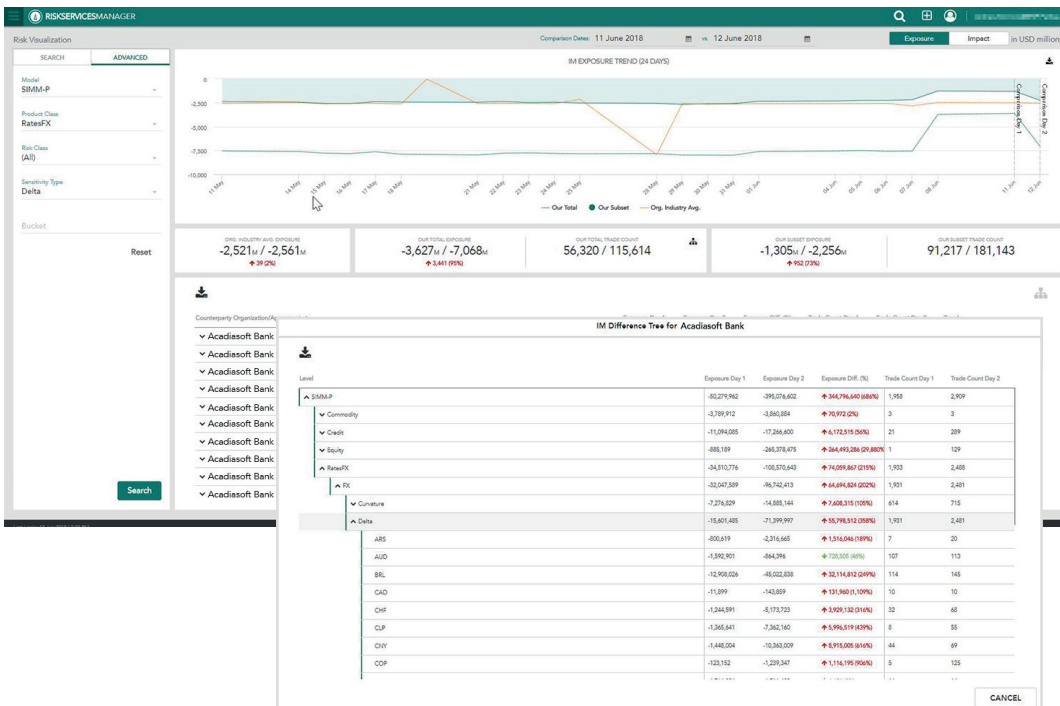 RISKSERVICESMANAGER
Risk Visualization
Comparison Dates: 11 June 2018 vs. 12 June 2018
Exposure Impact in USD million
SEARCH ADVANCED
Model
SIMM-P
Product Class
RatesFX
Risk Class
(All)
Sensitivity Type
Delta
Bucket
Reset
Search
IM EXPOSURE TREND (24 DAYS)
0
-2,500
-5,000
-7,500
-10,000
Comparison Day 1
Comparison Day 2
11 May 14 May 15 May 16 May 17 May 18 May 21 May 22 May 23 May 24 May 25 May 28 May 29 May 30 May 31 May 01 Jun 04 Jun 05 Jun 06 Jun 07 Jun 08 Jun 11 Jun 12 Jun
Our Total Our Subset Org. Industry Avg.
ORG. INDUSTRY AVG. EXPOSURE
-2,521M / -2,561M
39 (2%)
OUR TOTAL EXPOSURE
-3,627M / -7,068M
3,441 (95%)
OUR TOTAL TRADE COUNT
56,320 / 115,614
OUR SUBSET EXPOSURE
-1,305M / -2,256M
952 (73%)
OUR SUBSET TRADE COUNT
91,217 / 181,143
Counterparty Organization/Ag
Acadiasoft Bank
Acadiasoft Bank
Acadiasoft Bank
Acadiasoft Bank
Acadiasoft Bank
Acadiasoft Bank
Acadiasoft Bank
Acadiasoft Bank
Acadiasoft Bank
Acadiasoft Bank
IM Difference Tree for Acadiasoft Bank
Level Exposure Day 1 Exposure Day 2 Exposure Diff. (%) Trade Count Day 1 Trade Count Day 2
SIMM-P -50,279,962 -395,076,602 344,796,640 (686%) 1,958 2,909
Commodity -3,789,912 -3,860,884 70,972 (2%) 3 3
Credit -11,094,085 -17,266,600 6,172,515 (56%) 21 289
Equity -885,189 -265,378,475 264,493,286 (29,880% 1 129
RatesFX -34,510,776 -108,570,643 74,059,867 (215%) 1,933 2,488
FX -32,047,589 -96,742,413 64,694,824 (202%) 1,931 2,481
Curvature -7,276,829 -14,885,144 7,608,315 (105%) 614 715
Delta -15,601,485 -71,399,997 55,798,512 (358%) 1,931 2,481
ARS -800,619 -2,316,665 1,516,046 (189%) 7 20
AUD -1,592,901 -864,396 728,505 (46%) 107 113
BRL -12,908,026 -45,022,838 32,114,812 (249%) 114 145
CAD -11,899 -143,859 131,960 (1,109%) 10 10
CHF -1,244,591 -5,173,723 3,929,132 (316%) 32 68
CLP -1,365,641 -7,362,160 5,996,519 (439%) 8 55
CNY -1,448,004 -10,363,009 8,915,005 (616%) 44 69
COP -123,152 -1,239,347 1,116,195 (906%) 5 125
CANCEL